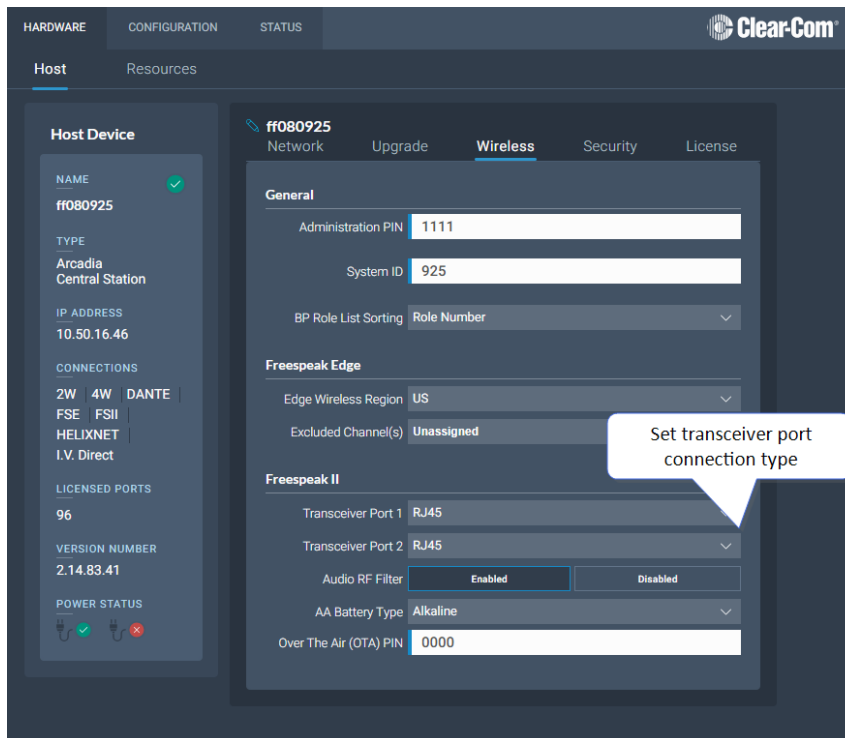 HARDWARE CONFIGURATION STATUS Clear-Com®
Host Resources
Host Device
NAME
ff080925
TYPE
Arcadia
Central Station
IP ADDRESS
10.50.16.46
CONNECTIONS
2W 4W DANTE
FSE FSII
HELIXNET
I.V. Direct
LICENSED PORTS
96
VERSION NUMBER
2.14.83.41
POWER STATUS
ff080925
Network Upgrade Wireless Security License
General
Administration PIN 1111
System ID 925
BP Role List Sorting Role Number
Freespeak Edge
Edge Wireless Region US
Excluded Channel(s) Unassigned
Set transceiver port
connection type
Freespeak II
Transceiver Port 1 RJ45
Transceiver Port 2 RJ45
Audio RF Filter Enabled Disabled
AA Battery Type Alkaline
Over The Air (OTA) PIN 0000